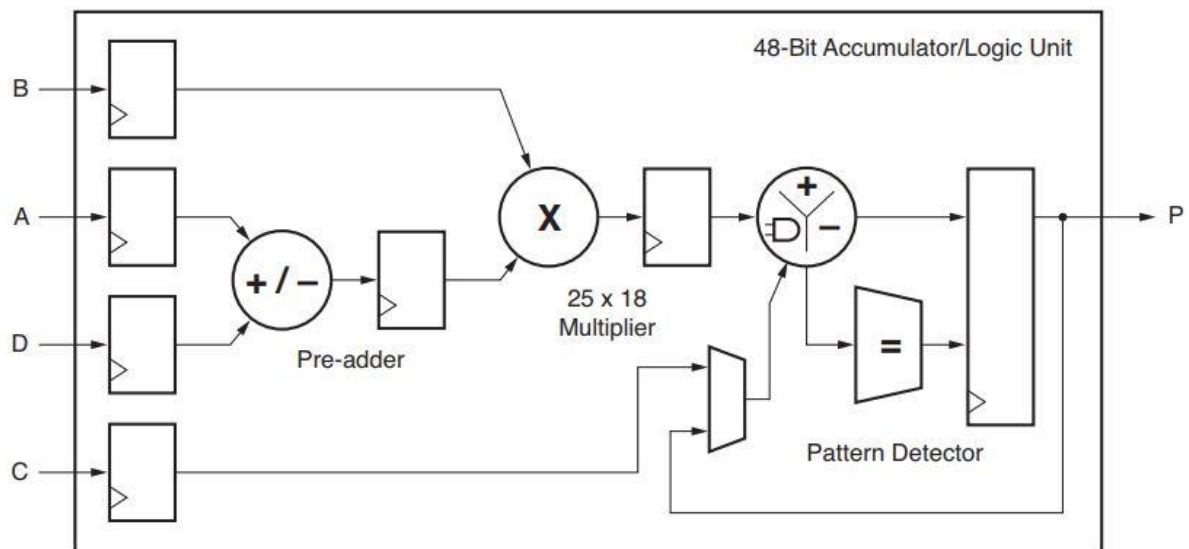 48-Bit Accumulator/Logic Unit
B
A
X
+
–
P
+ / –
25 x 18
Multiplier
D
Pre-adder
=
Pattern Detector
C